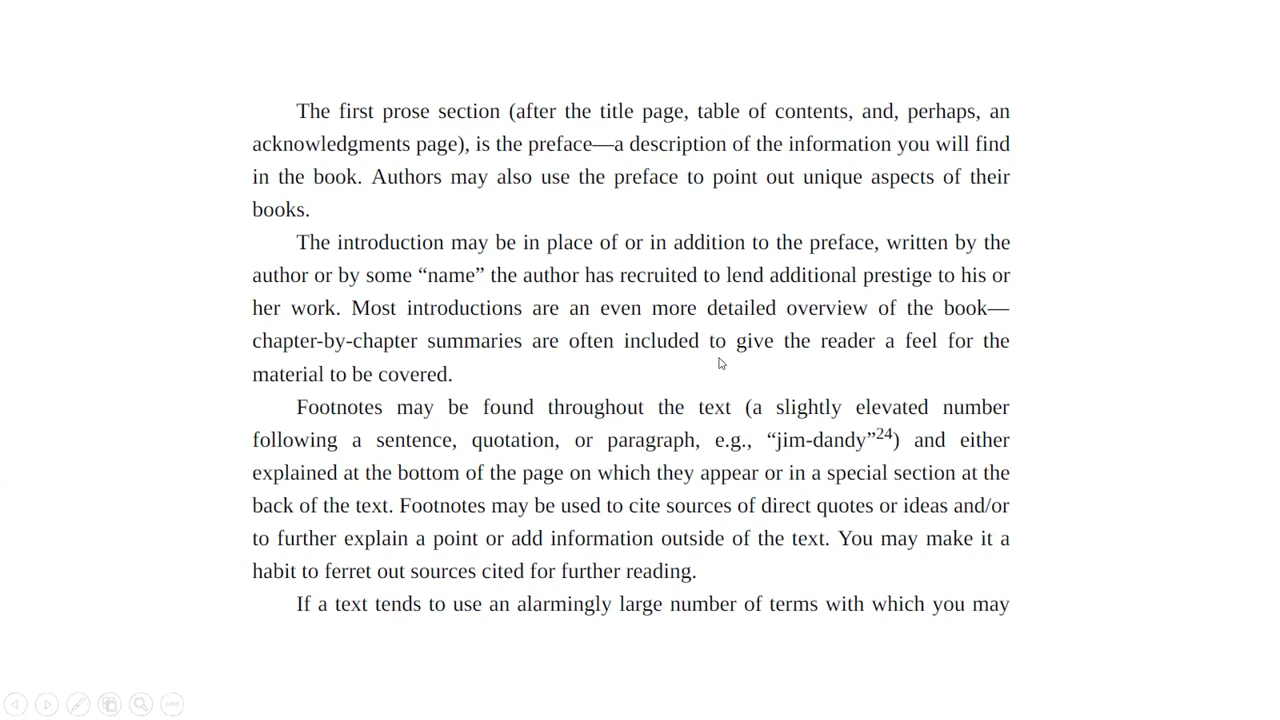 The first prose section (after the title page, table of contents, and, perhaps, an
acknowledgments page), is the preface—a description of the information you will find
in the book. Authors may also use the preface to point out unique aspects of their
books.
The introduction may be in place of or in addition to the preface, written by the
author or by some “name” the author has recruited to lend additional prestige to his or
her work. Most introductions are an even more detailed overview of the book—
chapter-by-chapter summaries are often included to give the reader a feel for the
material to be covered.
Footnotes may be found throughout the text (a slightly elevated number
following a sentence, quotation, or paragraph, e.g., “jim-dandy”²⁴) and either
explained at the bottom of the page on which they appear or in a special section at the
back of the text. Footnotes may be used to cite sources of direct quotes or ideas and/or
to further explain a point or add information outside of the text. You may make it a
habit to ferret out sources cited for further reading.
If a text tends to use an alarmingly large number of terms with which you may